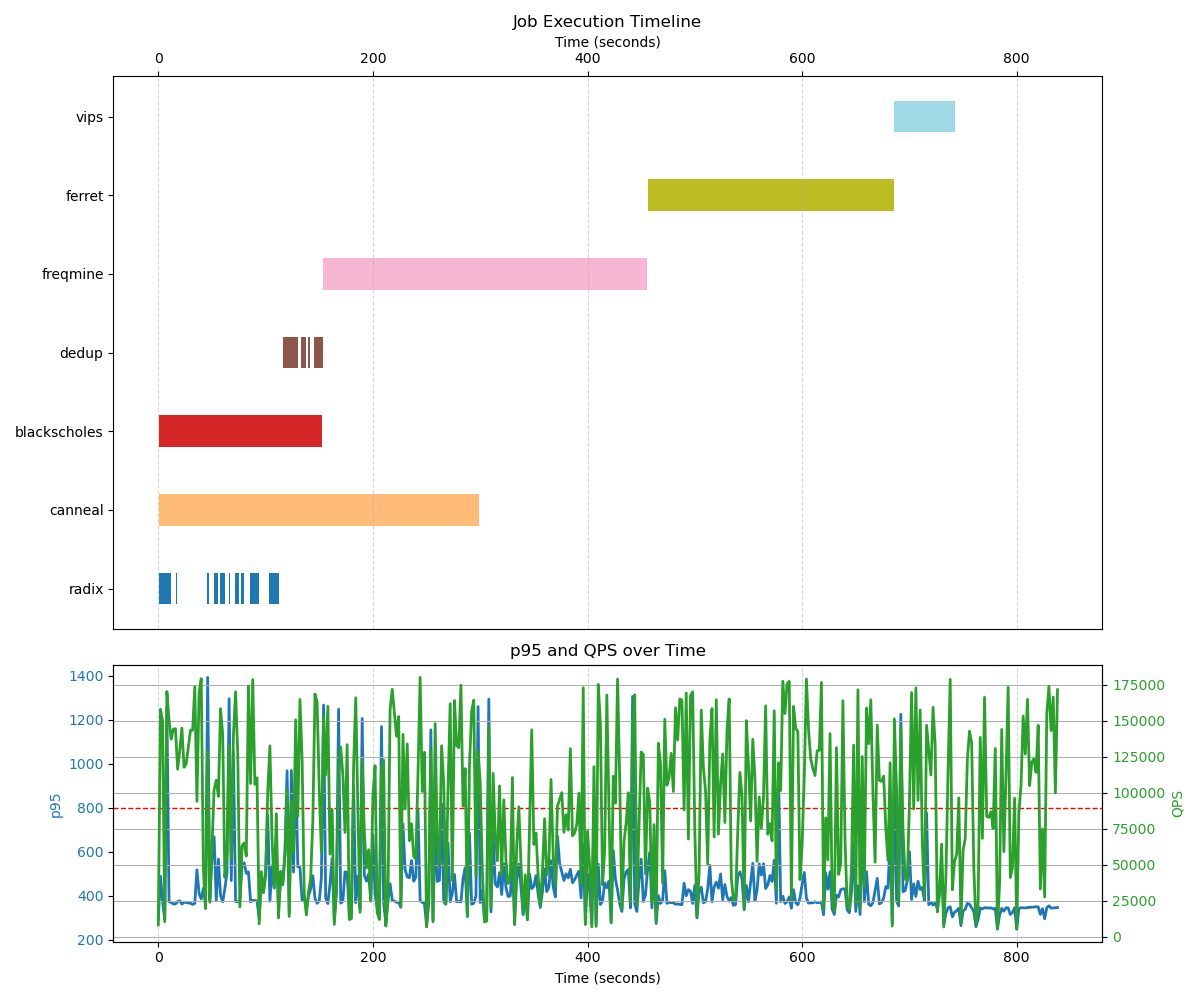 Job Execution Timeline
Time (seconds)
0 200 400 600 800
vips
ferret
freqmine
dedup
blackscholes
canneal
radix
p95 and QPS over Time
1400
1200
1000
800
600
400
200
p95
175000
150000
125000
100000
75000
50000
25000
0
QPS
0 200 400 600 800
Time (seconds)